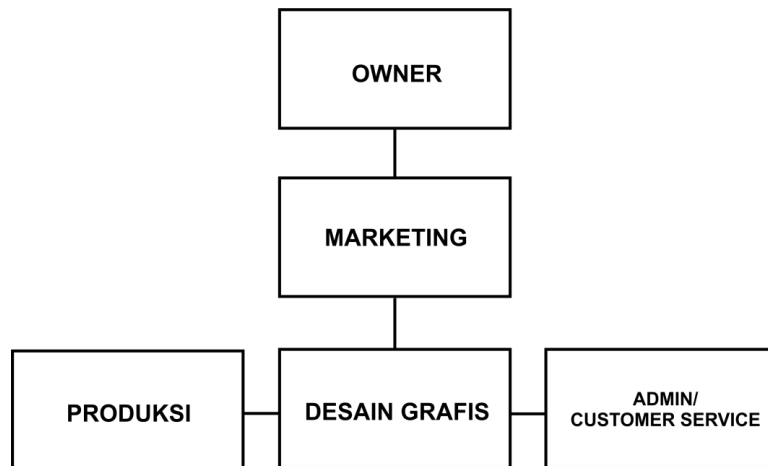 OWNER
MARKETING
PRODUKSI
DESAIN GRAFIS
ADMIN/
CUSTOMER SERVICE